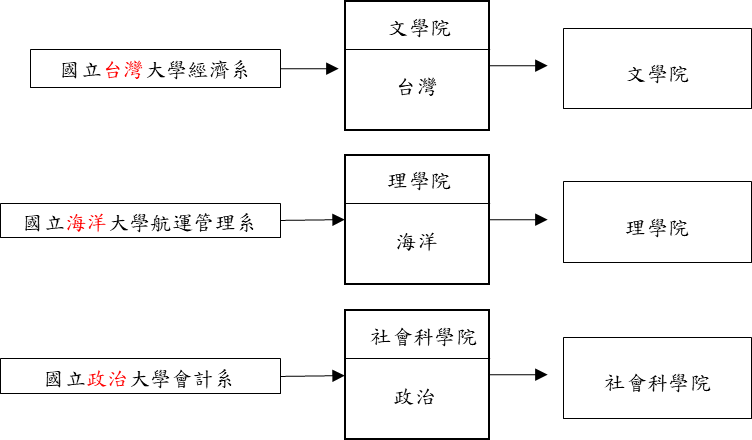 文學院
國立台灣大學經濟系
台灣
文學院
理學院
國立海洋大學航運管理系
海洋
理學院
社會科學院
國立政治大學會計系
政治
社會科學院